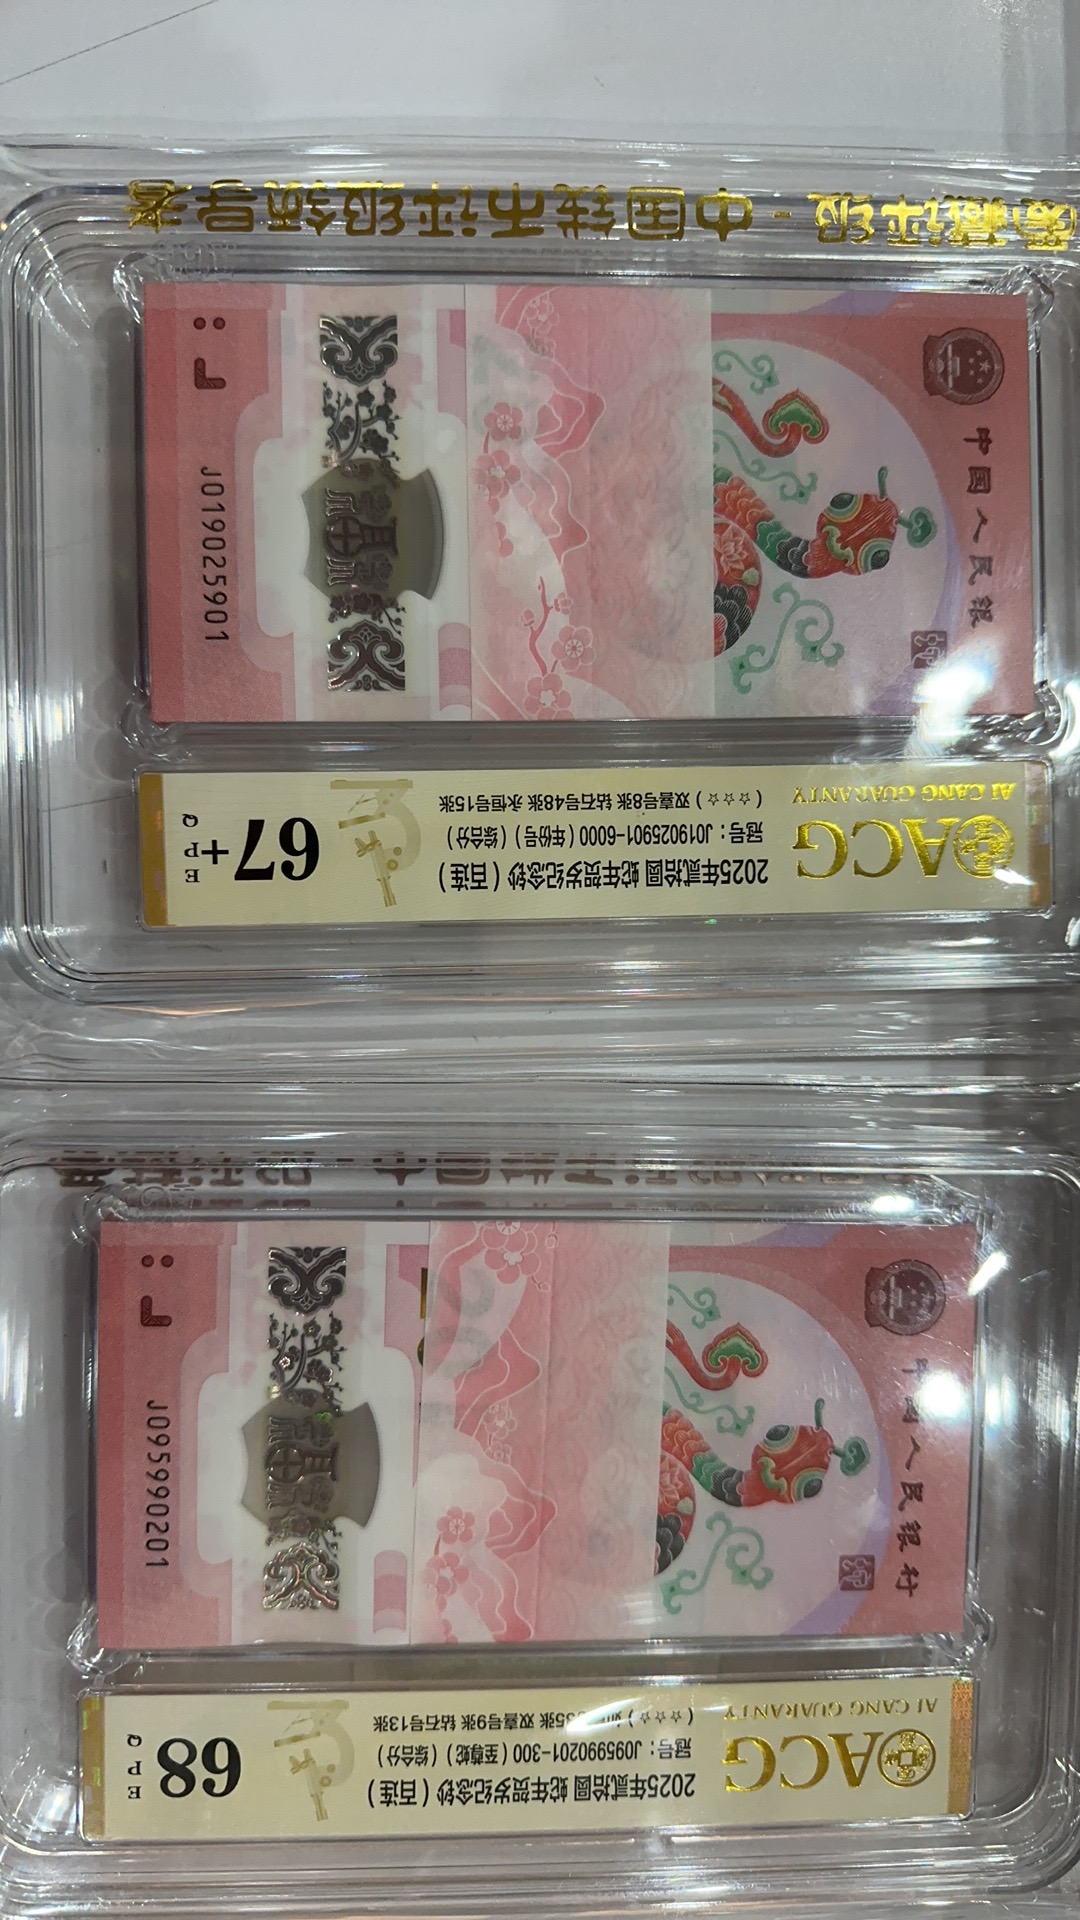 爱藏评级 · 中国钱币评级领导者
中国人民银
J019025901
ACG
AI CANG GUARANTY
2025年贰拾圆 蛇年贺岁纪念钞 ( 百连 )
冠号：J019025901-6000 ( 年份号 ) ( 综合分 )
( ☆☆☆ ) 双喜号8张 钻石号48张 永恒号15张
67+
EPQ
中国人民银行
J095990201
ACG
AI CANG GUARANTY
2025年贰拾圆 蛇年贺岁纪念钞 ( 百连 )
冠号：J095990201-300 ( 至尊蛇 ) ( 综合分 )
( ☆☆☆ ) 35张 双喜号9张 钻石号13张
68
EPQ